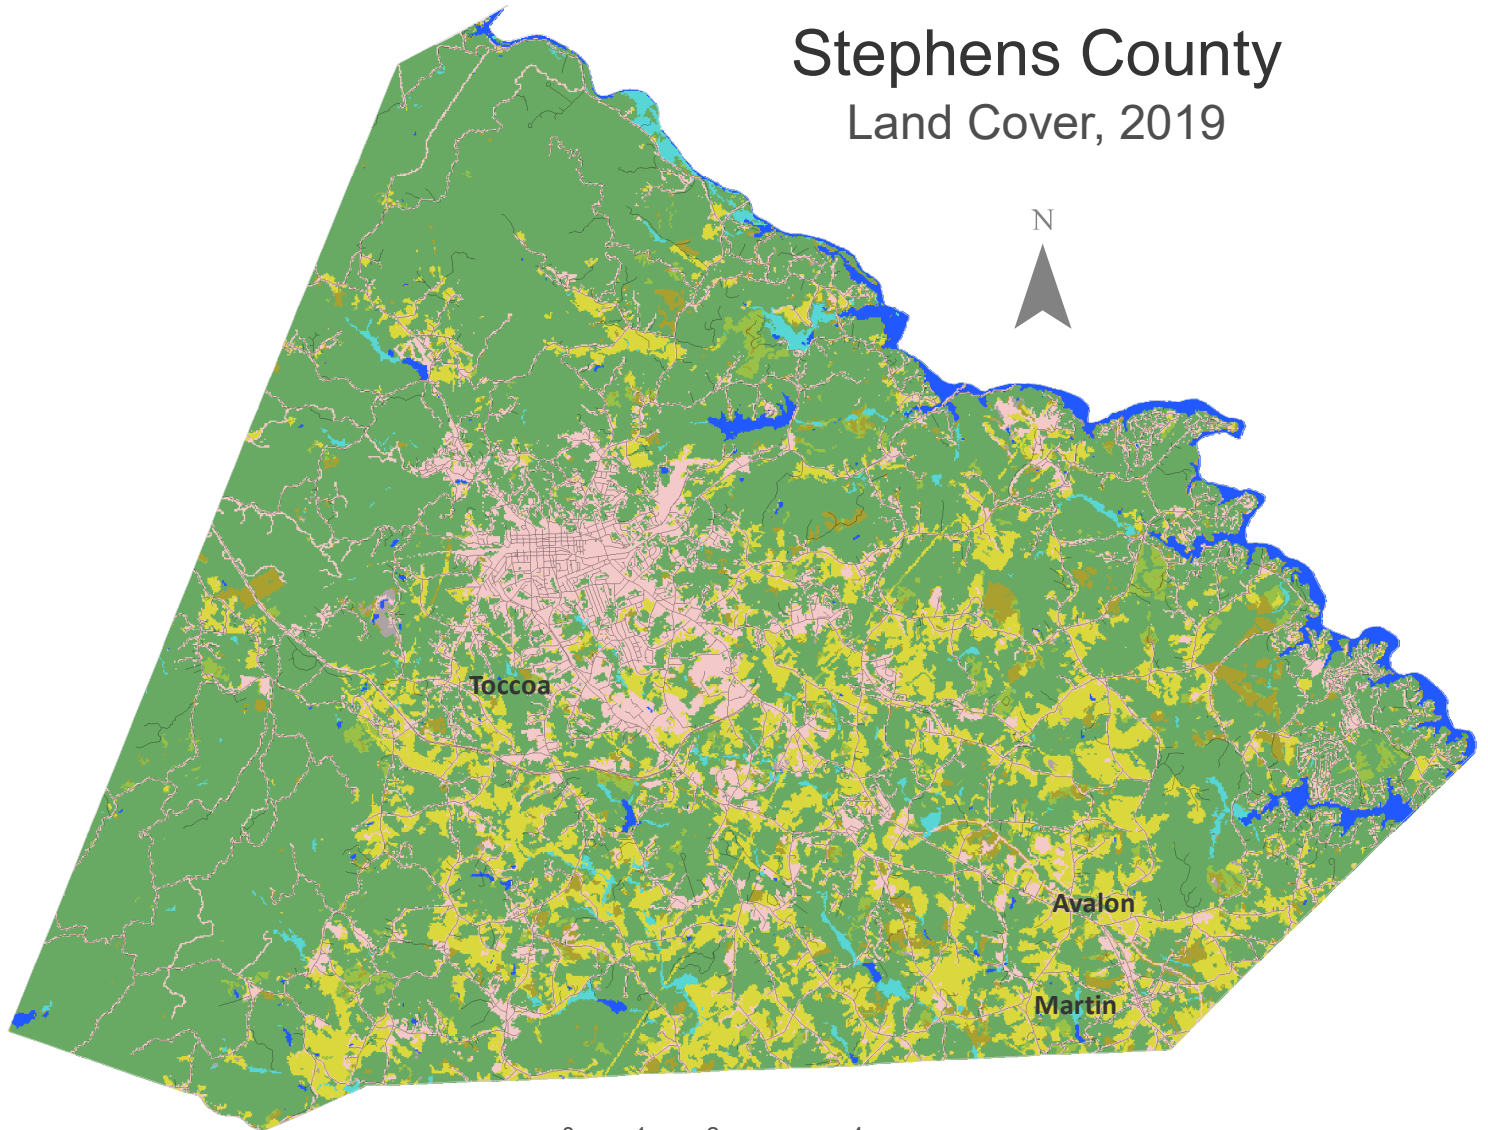 Stephens County
Land Cover, 2019
N
Toccoa
Avalon
Martin